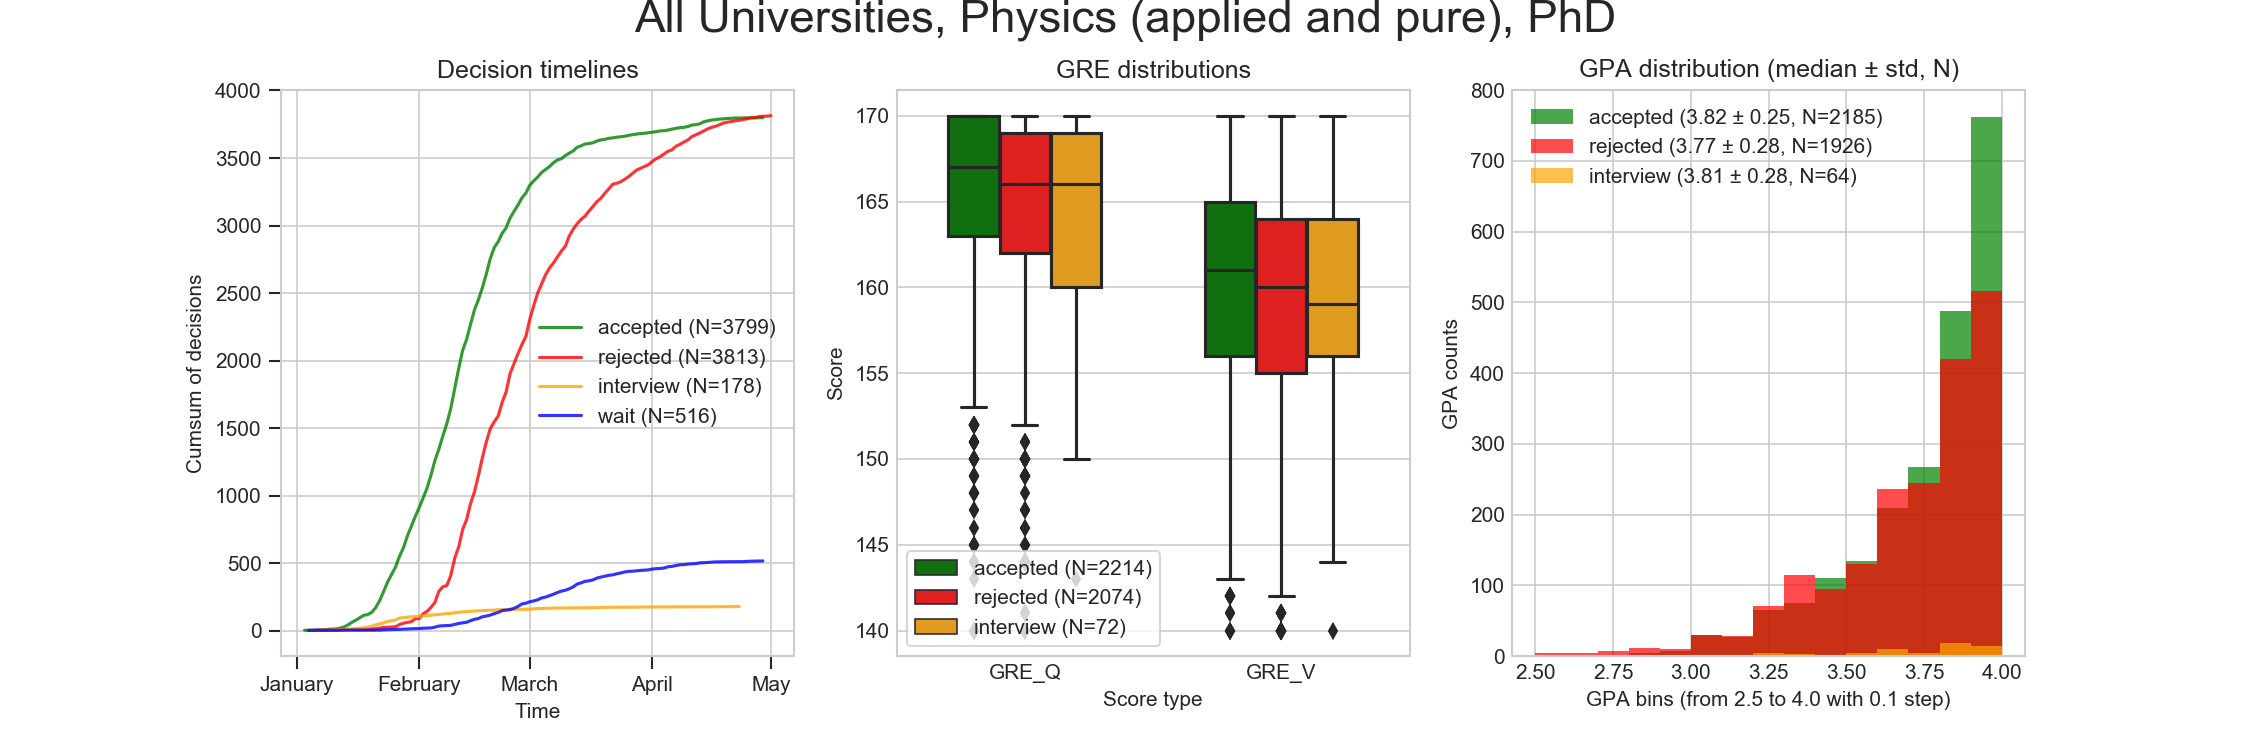 All Universities, Physics (applied and pure), PhD
Decision timelines
4000
3500
3000
2500
2000
1500
1000
500
0
Cumsum of decisions
accepted (N=3799)
rejected (N=3813)
interview (N=178)
wait (N=516)
January February March April May
Time
GRE distributions
170
165
160
155
150
145
140
Score
accepted (N=2214)
rejected (N=2074)
interview (N=72)
GRE_Q GRE_V
Score type
GPA distribution (median ± std, N)
800
700
600
500
400
300
200
100
0
GPA counts
accepted (3.82 ± 0.25, N=2185)
rejected (3.77 ± 0.28, N=1926)
interview (3.81 ± 0.28, N=64)
2.50 2.75 3.00 3.25 3.50 3.75 4.00
GPA bins (from 2.5 to 4.0 with 0.1 step)